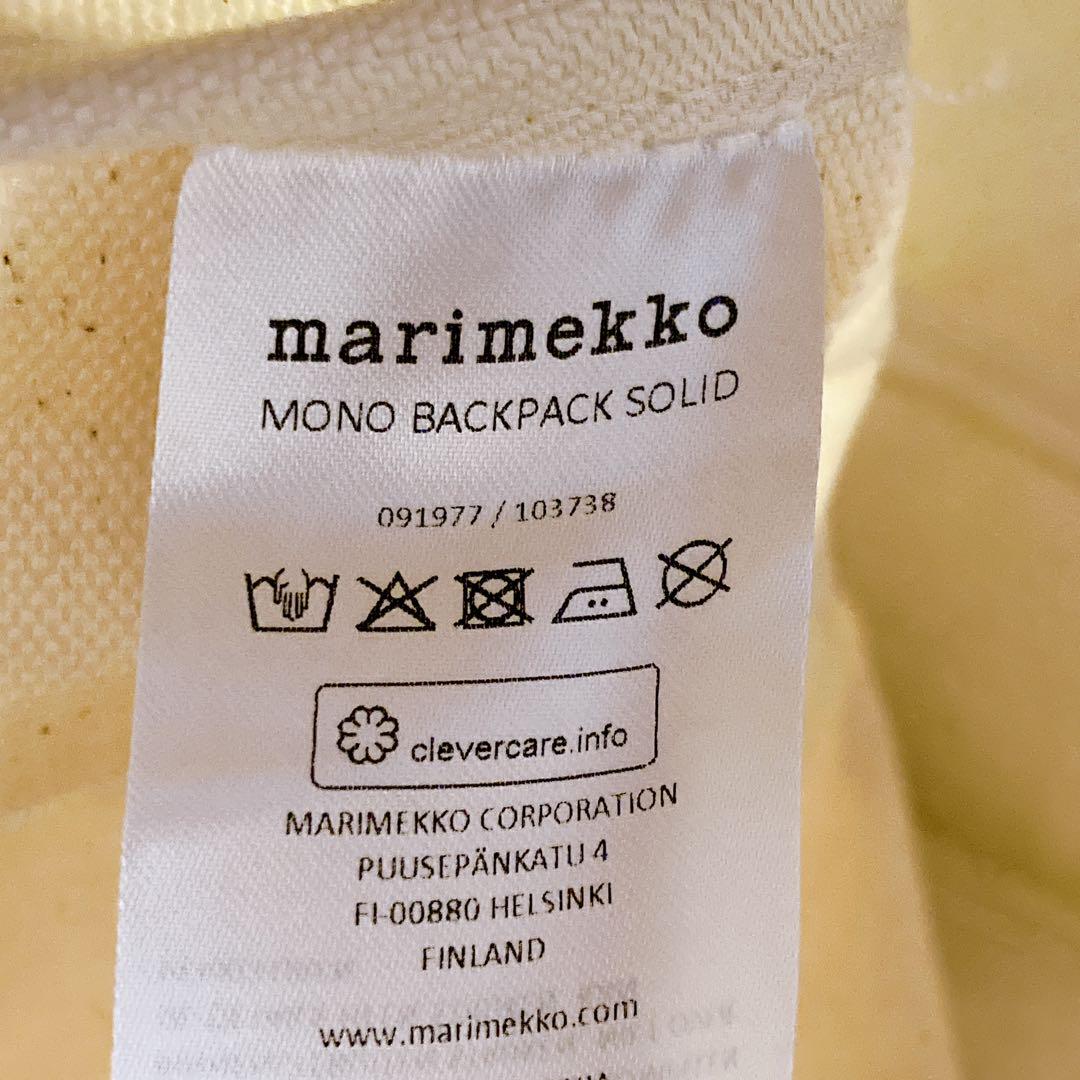 marimekko
MONO BACKPACK SOLID
091977 / 103738
clevercare.info
MARIMEKKO CORPORATION
PUUSEPÄNKATU 4
FI-00880 HELSINKI
FINLAND
www.marimekko.com